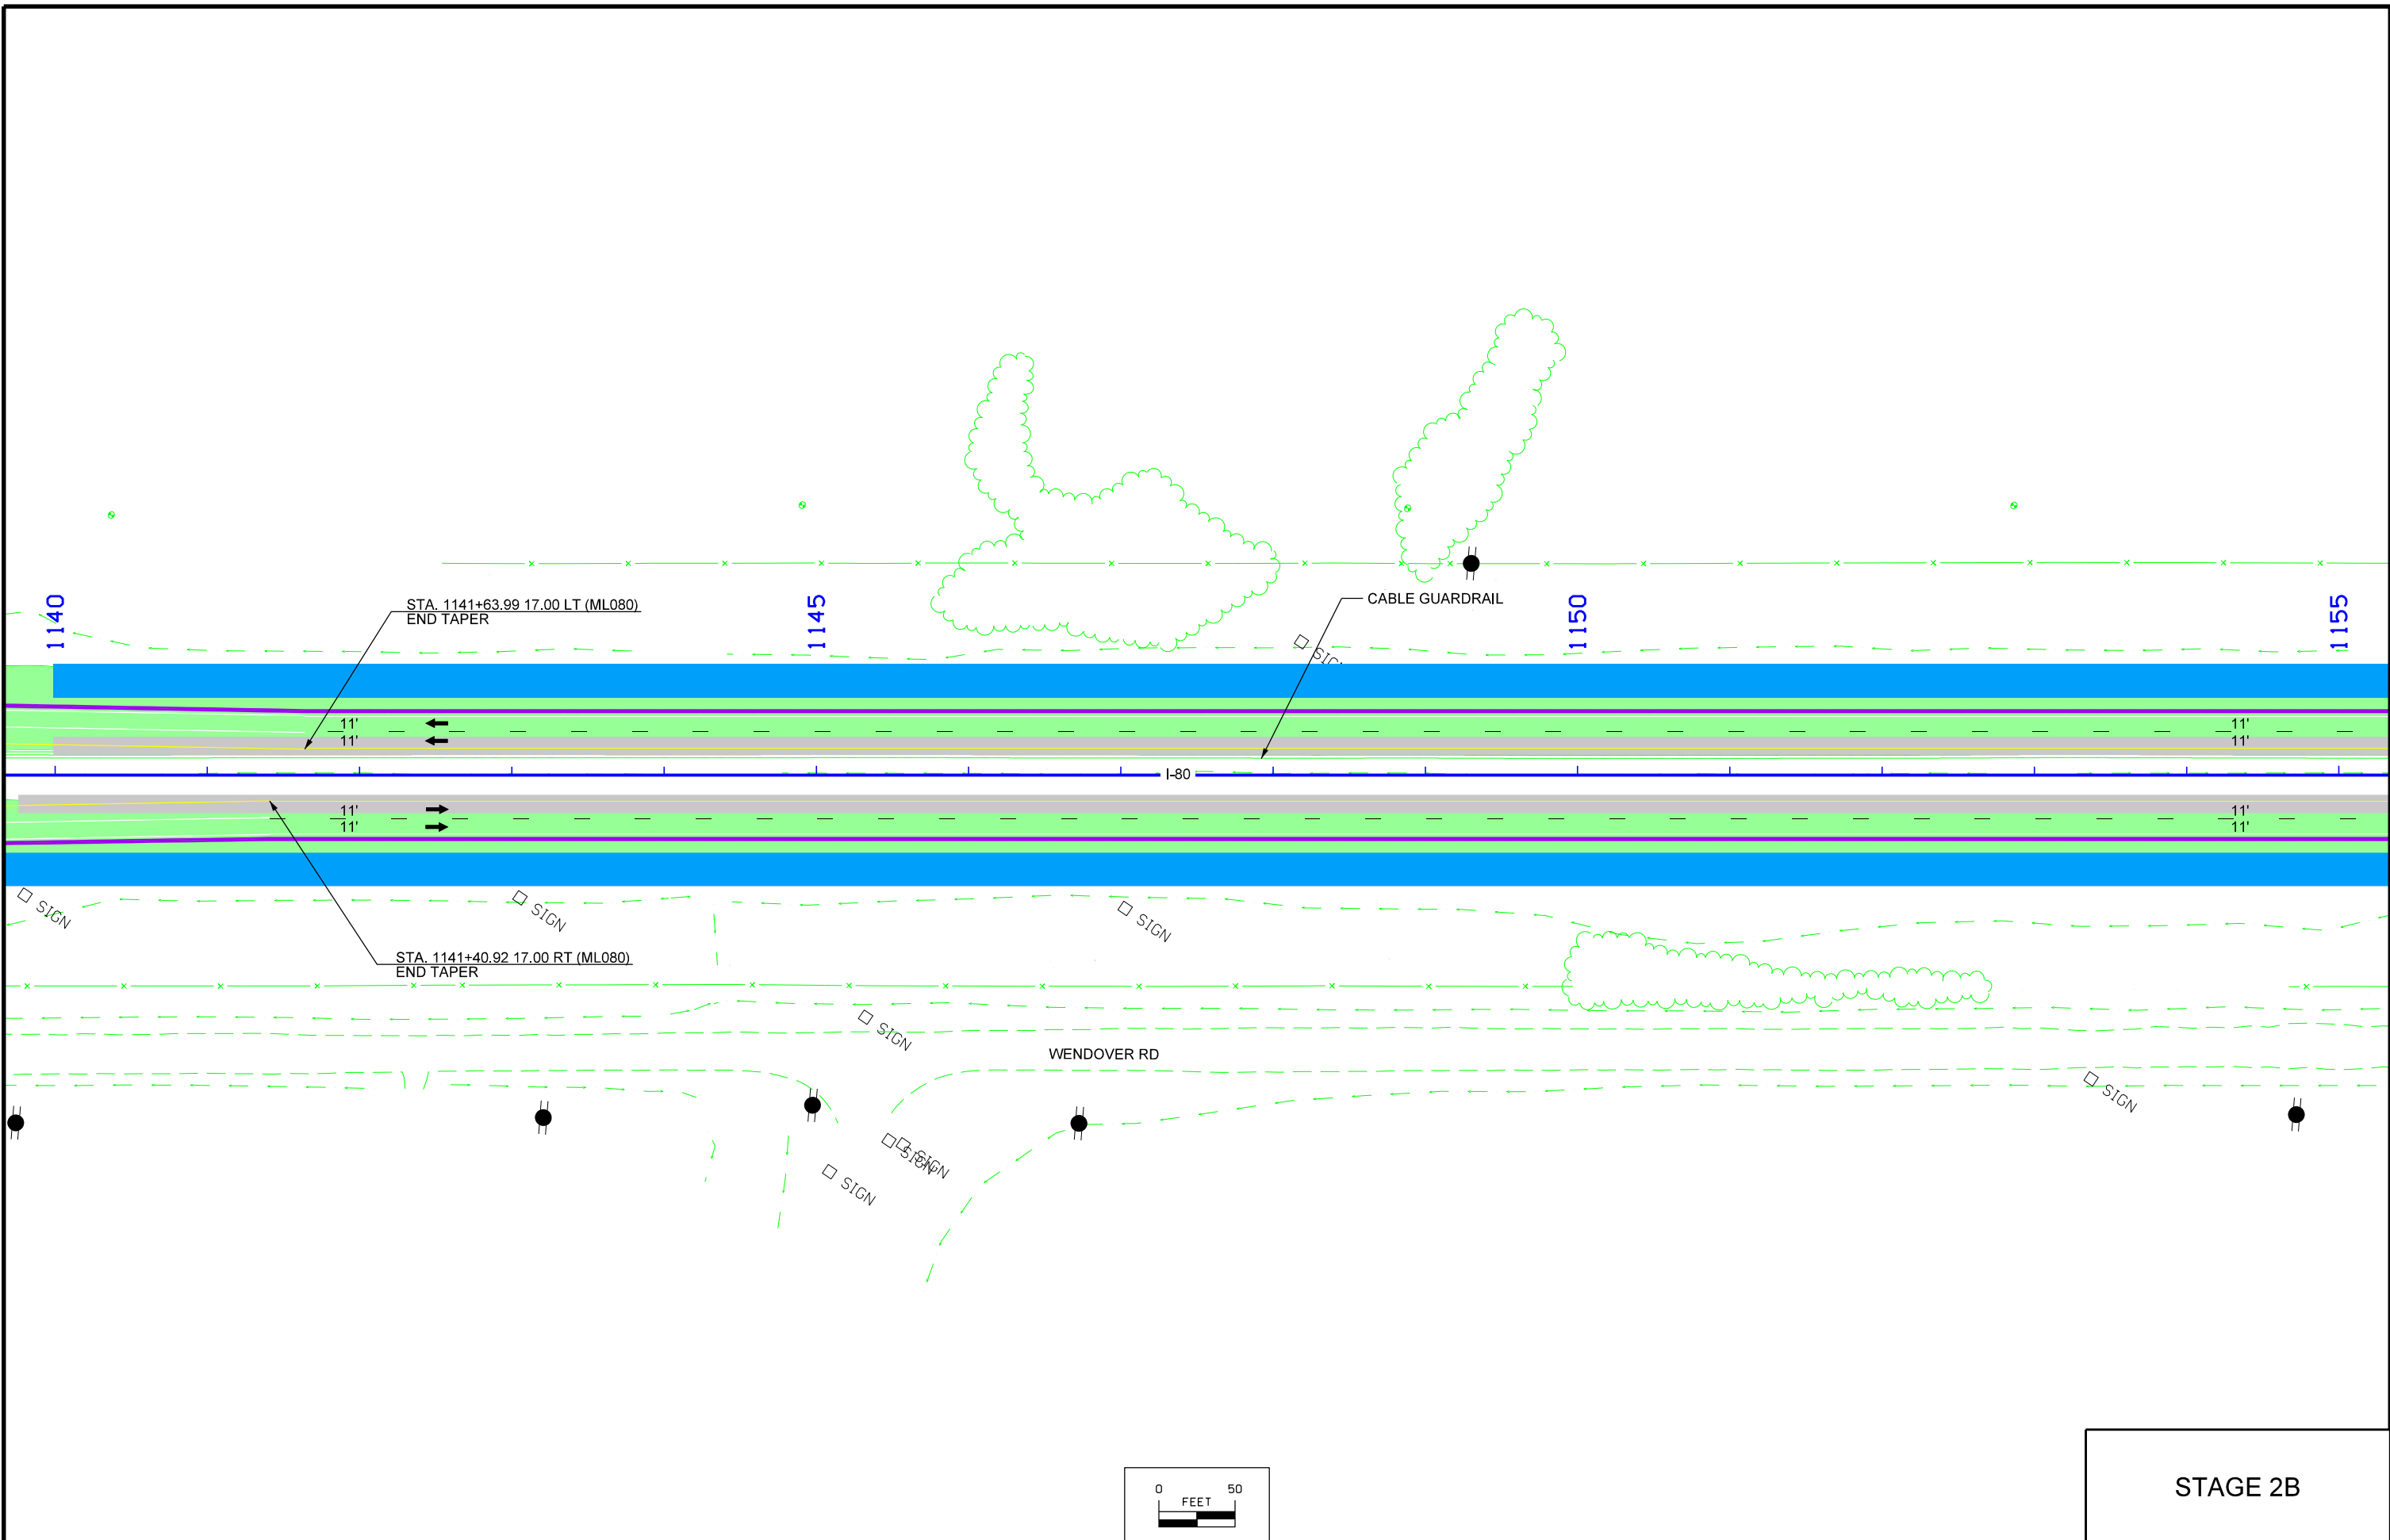 1140
1145
1150
1155
STA. 1141+63.99 17.00 LT (ML080)
END TAPER
CABLE GUARDRAIL
SIGN
11'
11'
11'
11'
I-80
11'
11'
11'
11'
SIGN
SIGN
SIGN
STA. 1141+40.92 17.00 RT (ML080)
END TAPER
SIGN
WENDOVER RD
SIGN
SIGN
SIGN
SIGN
0 50
FEET
STAGE 2B